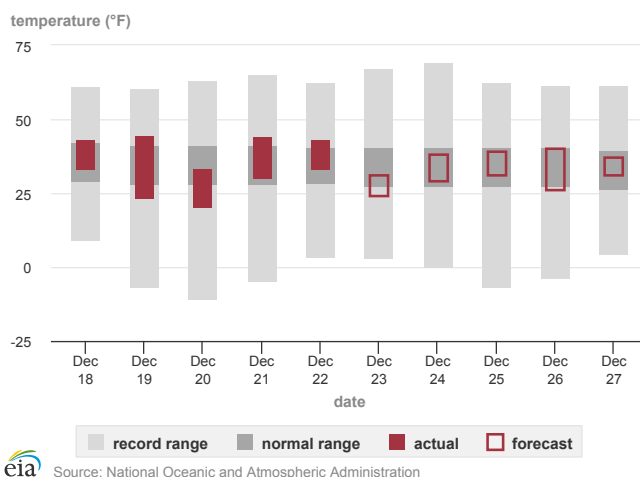 temperature (°F)
75
50
25
0
-25
Dec Dec Dec Dec Dec Dec Dec Dec Dec Dec
18 19 20 21 22 23 24 25 26 27
date
record range normal range actual forecast
eia Source: National Oceanic and Atmospheric Administration